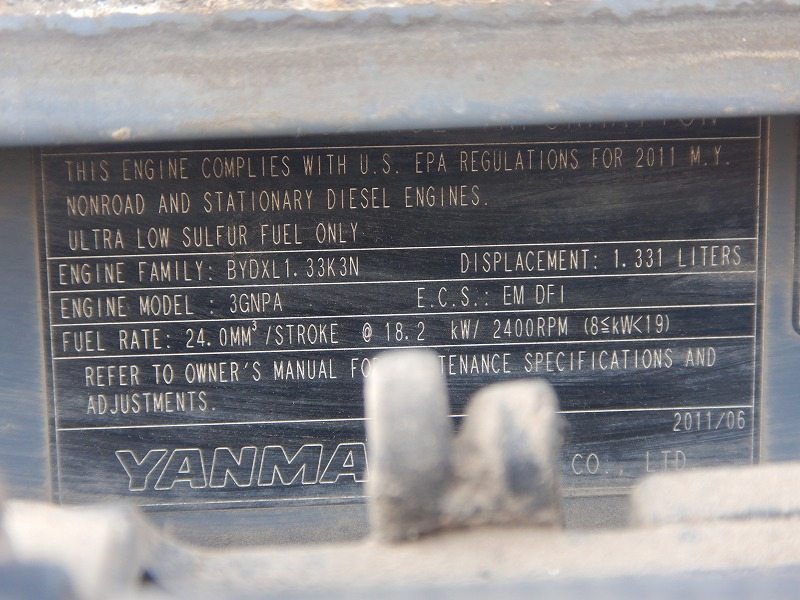 THIS ENGINE COMPLIES WITH U.S. EPA REGULATIONS FOR 2011 M.Y.
NONROAD AND STATIONARY DIESEL ENGINES.
ULTRA LOW SULFUR FUEL ONLY
ENGINE FAMILY: BYDXL1.33K3N DISPLACEMENT: 1.331 LITERS
ENGINE MODEL : 3GNPA E.C.S.: EM DFI
FUEL RATE: 24.0MM³/STROKE @ 18.2 kW/ 2400RPM (8≦kW<19)
REFER TO OWNER'S MANUAL FO TENANCE SPECIFICATIONS AND
ADJUSTMENTS.
2011/06
YANMA CO., LTD